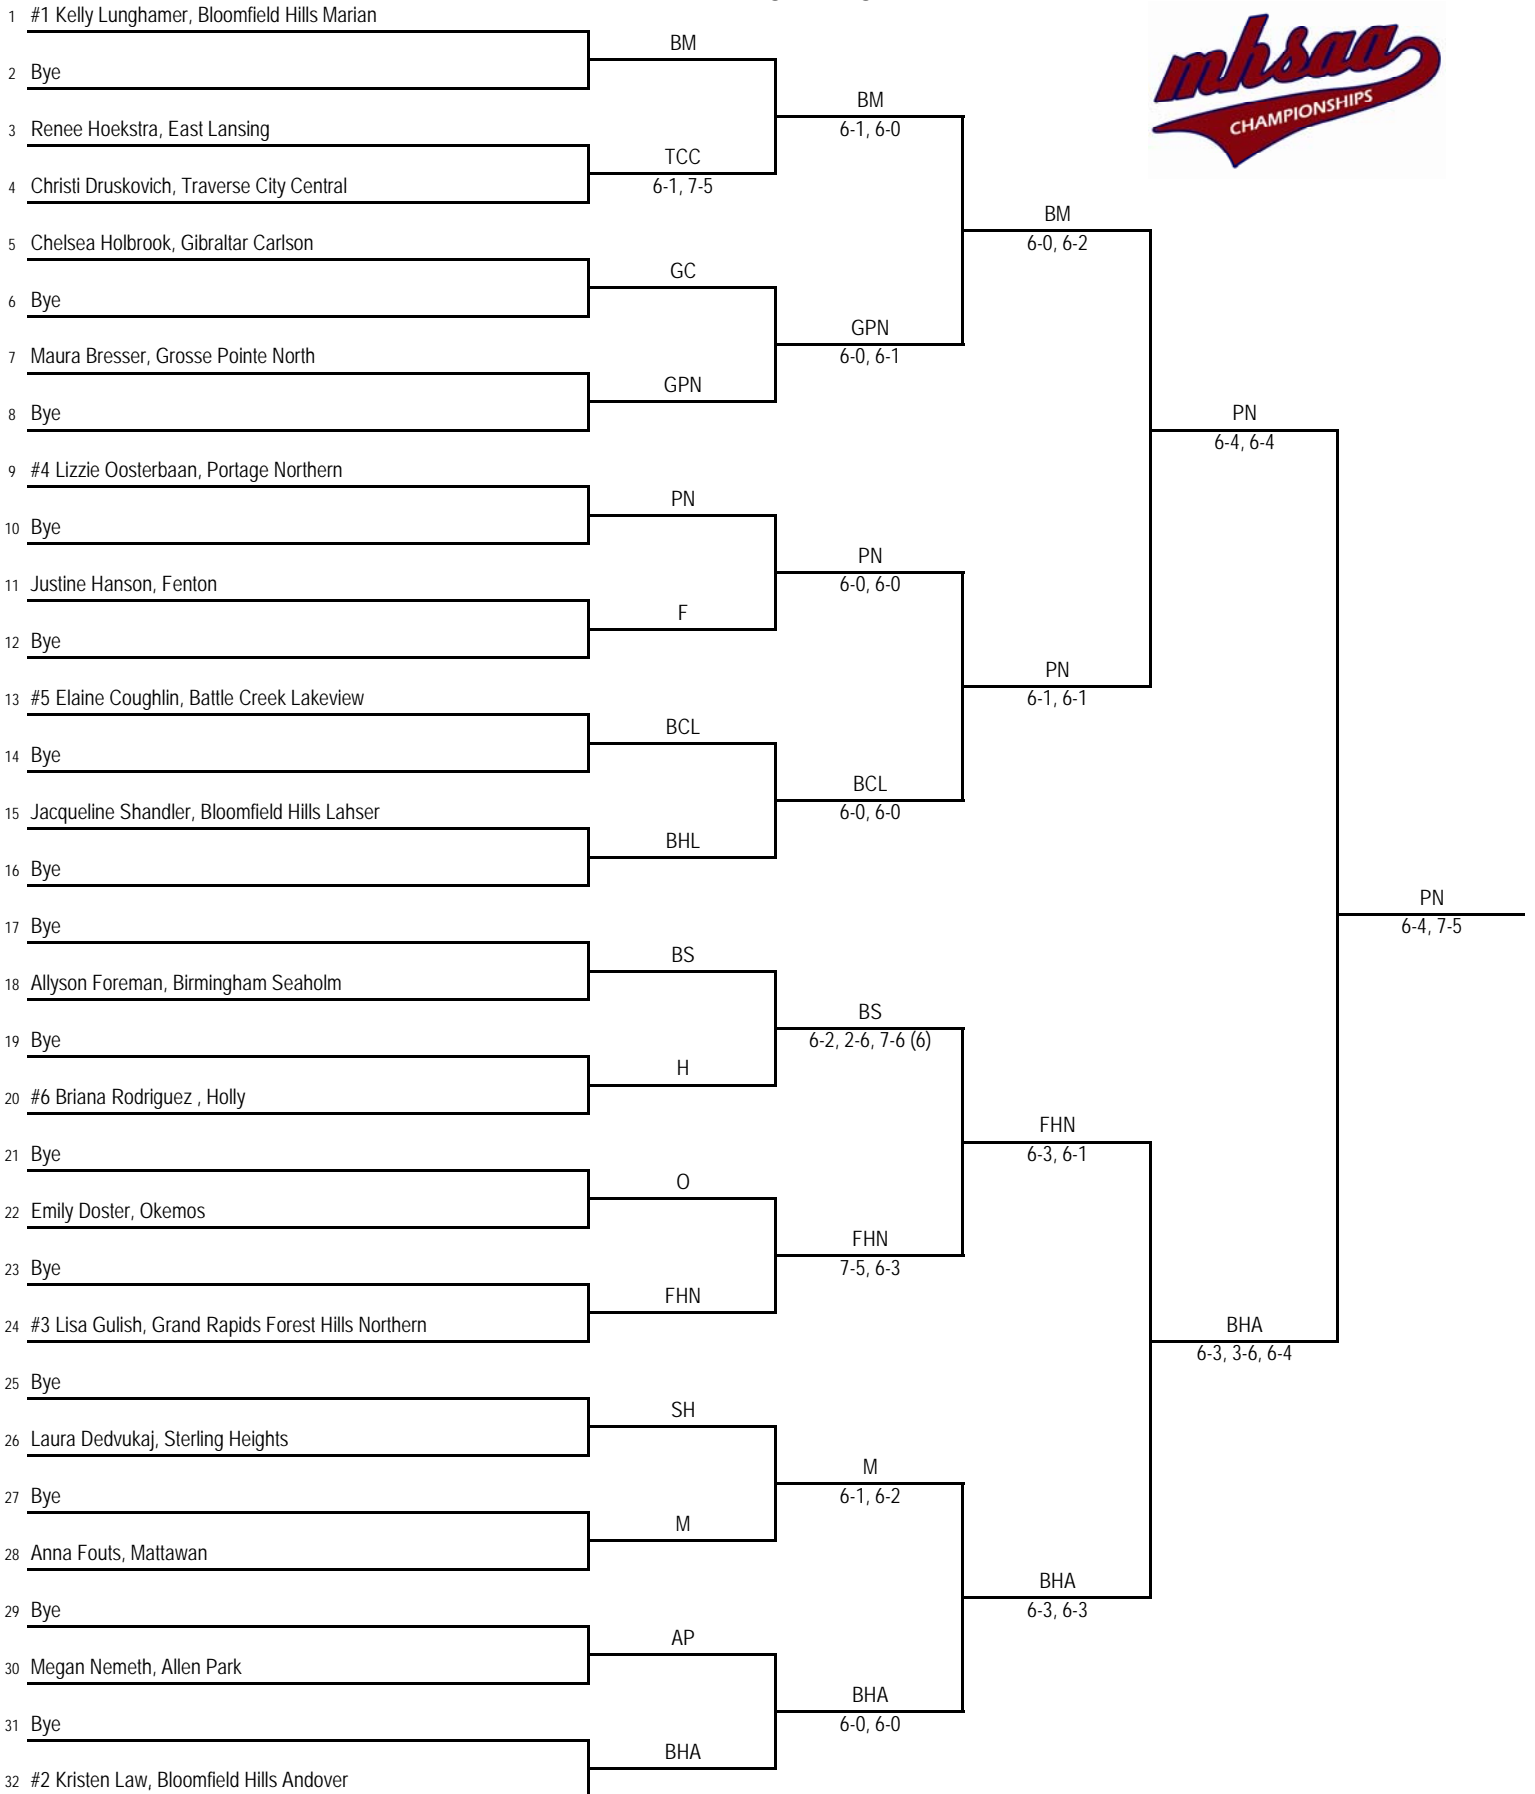 1 #1 Kelly Lunghamer, Bloomfield Hills Marian
BM
2 Bye
BM
6-1, 6-0
3 Renee Hoekstra, East Lansing
TCC
6-1, 7-5
4 Christi Druskovich, Traverse City Central
BM
6-0, 6-2
5 Chelsea Holbrook, Gibraltar Carlson
GC
6 Bye
GPN
6-0, 6-1
7 Maura Bresser, Grosse Pointe North
GPN
8 Bye
PN
6-4, 6-4
9 #4 Lizzie Oosterbaan, Portage Northern
PN
10 Bye
PN
6-0, 6-0
11 Justine Hanson, Fenton
F
12 Bye
PN
6-1, 6-1
13 #5 Elaine Coughlin, Battle Creek Lakeview
BCL
14 Bye
BCL
6-0, 6-0
15 Jacqueline Shandler, Bloomfield Hills Lahser
BHL
16 Bye
PN
6-4, 7-5
17 Bye
BS
18 Allyson Foreman, Birmingham Seaholm
BS
6-2, 2-6, 7-6 (6)
19 Bye
H
20 #6 Briana Rodriguez , Holly
FHN
6-3, 6-1
21 Bye
O
22 Emily Doster, Okemos
FHN
7-5, 6-3
23 Bye
FHN
24 #3 Lisa Gulish, Grand Rapids Forest Hills Northern
BHA
6-3, 3-6, 6-4
25 Bye
SH
26 Laura Dedvukaj, Sterling Heights
M
6-1, 6-2
27 Bye
M
28 Anna Fouts, Mattawan
BHA
6-3, 6-3
29 Bye
AP
30 Megan Nemeth, Allen Park
BHA
6-0, 6-0
31 Bye
BHA
32 #2 Kristen Law, Bloomfield Hills Andover
mhsaa
CHAMPIONSHIPS